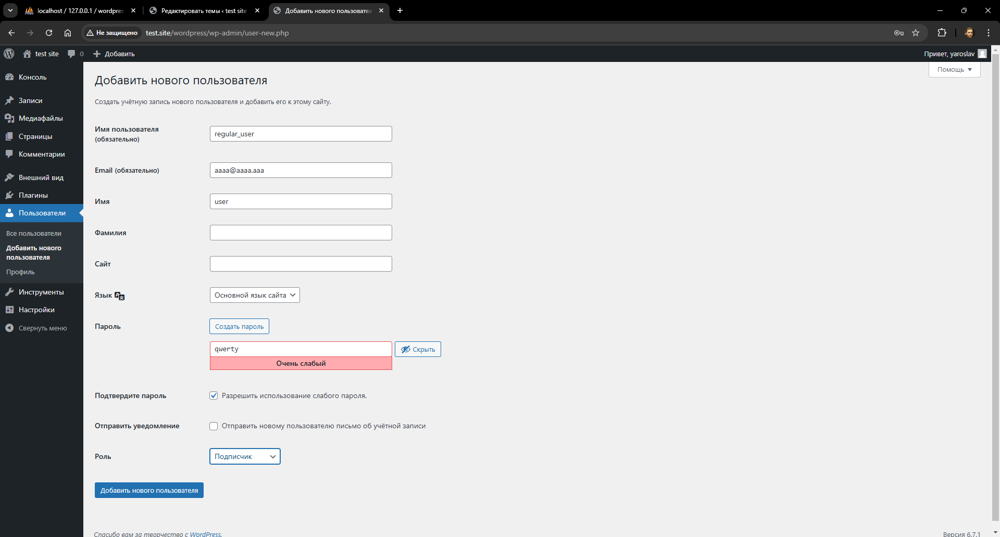 localhost / 127.0.0.1 / wordpres
Редактировать темы ‹ test site
Добавить нового пользовател
Не защищено
test.site/wordpress/wp-admin/user-new.php
test site
0
Добавить
Привет, yaroslav
Помощь
Консоль
Записи
Медиафайлы
Страницы
Комментарии
Внешний вид
Плагины
Пользователи
Все пользователи
Добавить нового
пользователя
Профиль
Инструменты
Настройки
Свернуть меню
Добавить нового пользователя
Создать учётную запись нового пользователя и добавить его к этому сайту.
Имя пользователя
(обязательно)
regular_user
Email (обязательно)
aaaa@aaaa.aaa
Имя
user
Фамилия
Сайт
Язык
Основной язык сайта
Пароль
Создать пароль
qwerty
Скрыть
Очень слабый
Подтвердите пароль
Разрешить использование слабого пароля.
Отправить уведомление
Отправить новому пользователю письмо об учётной записи
Роль
Подписчик
Добавить нового пользователя
Спасибо вам за творчество с WordPress.
Версия 6.7.1